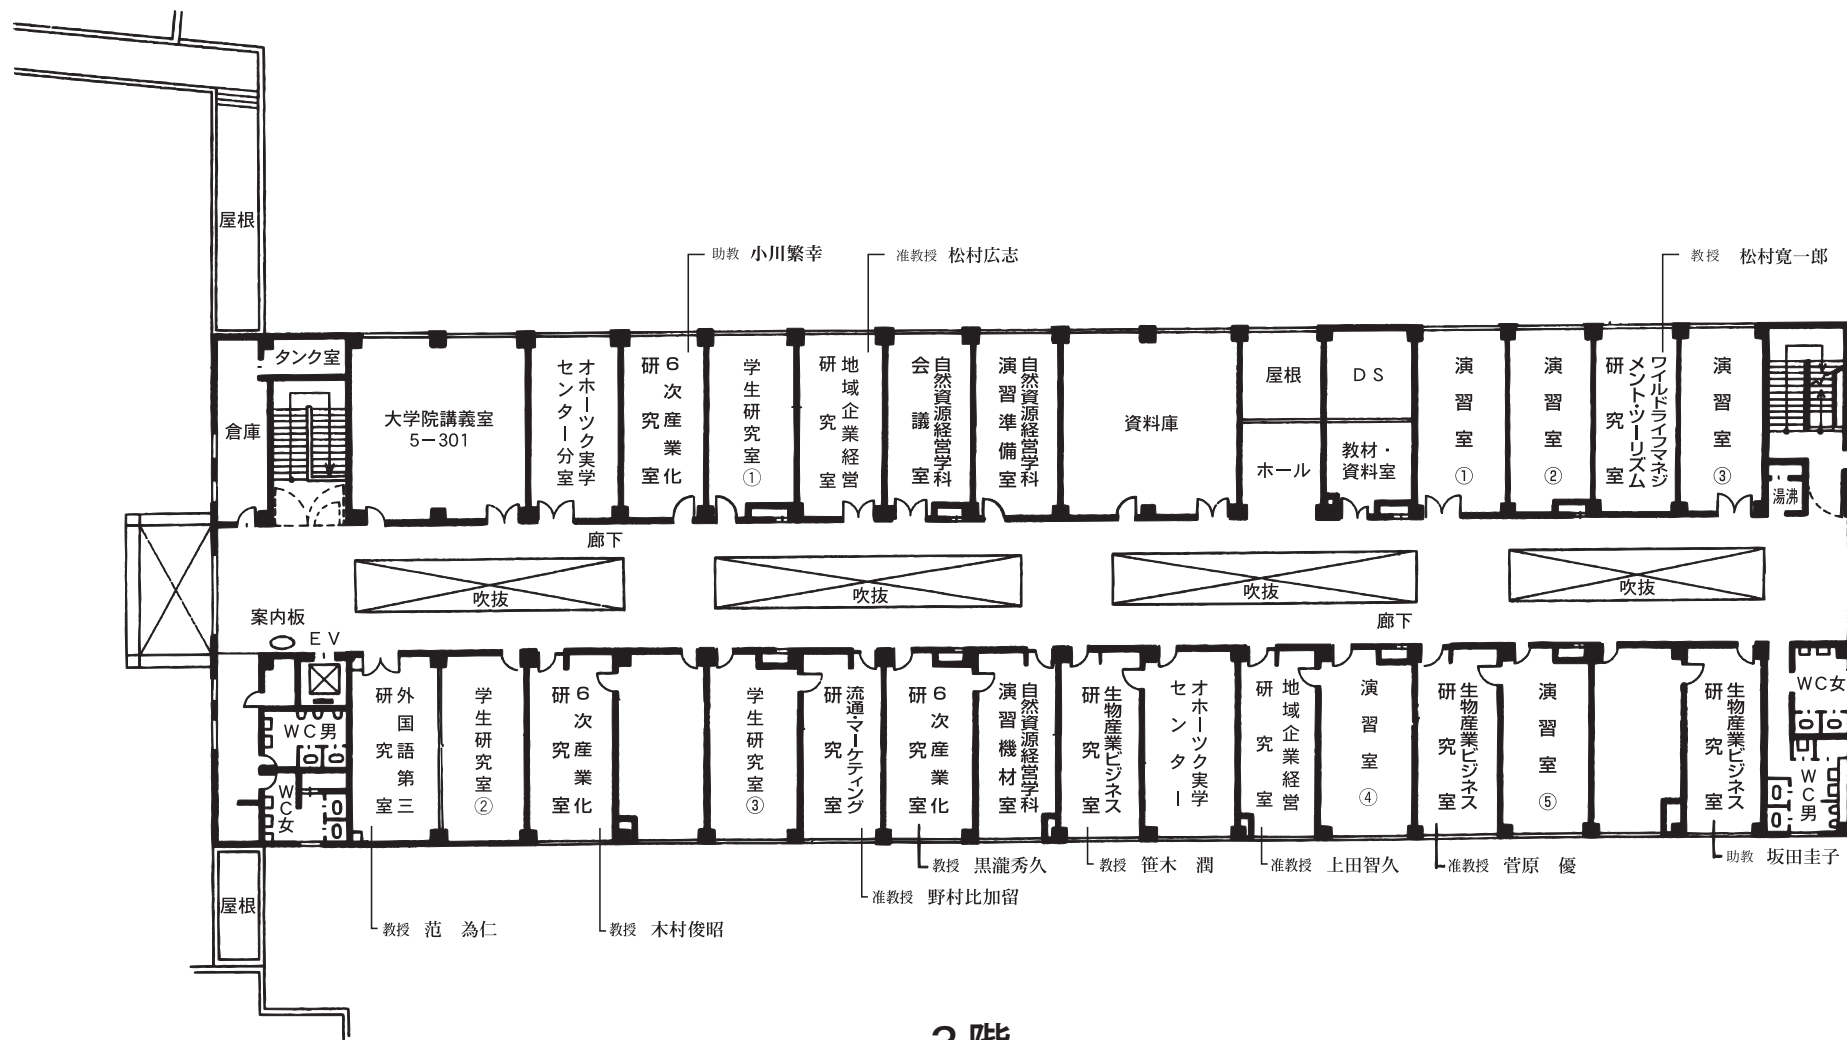 屋根
助教 小川繁幸
准教授 松村広志
教授 松村寛一郎
タンク室
倉庫
大学院講義室
5−301
オホーツク実学
センター分室
6次産業化
研究室
学生研究室①
地域企業経営
研究室
自然資源経営学科
会議室
自然資源経営学科
演習準備室
資料庫
屋根
ホール
DS
教材・
資料室
演習室①
演習室②
ワイルドライフマネジ
メント・ツーリズム
研究室
演習室③
湯沸
廊下
吹抜
吹抜
吹抜
吹抜
廊下
案内板
EV
WC男
WC女
外国語第三
研究室
学生研究室②
6次産業化
研究室
学生研究室③
流通・マーケティング
研究室
6次産業化
研究室
自然資源経営学科
演習機材室
生物産業ビジネス
研究室
オホーツク実学
センター
地域企業経営
研究室
演習室④
生物産業ビジネス
研究室
演習室⑤
生物産業ビジネス
研究室
WC女
WC男
屋根
教授 范 為仁
教授 木村俊昭
准教授 野村比加留
教授 黒瀧秀久
教授 笹木 潤
准教授 上田智久
准教授 菅原 優
助教 坂田圭子
階